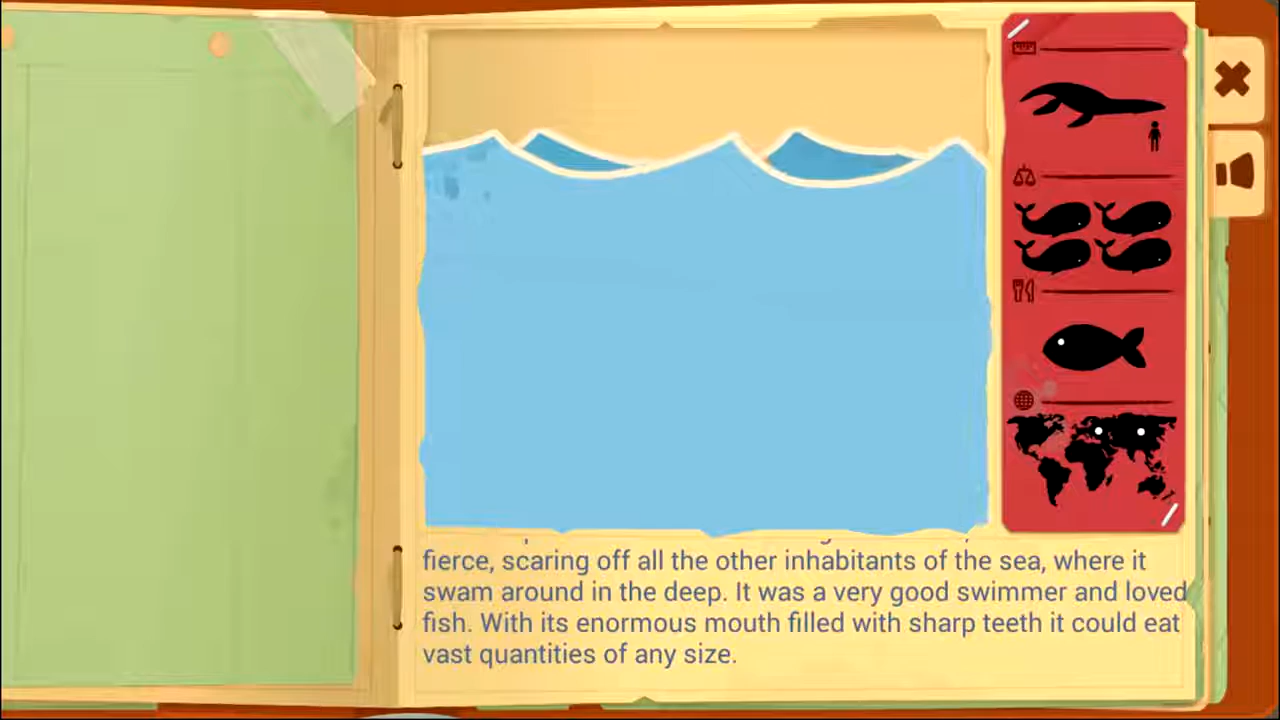 fierce, scaring off all the other inhabitants of the sea, where it
swam around in the deep. It was a very good swimmer and loved
fish. With its enormous mouth filled with sharp teeth it could eat
vast quantities of any size.